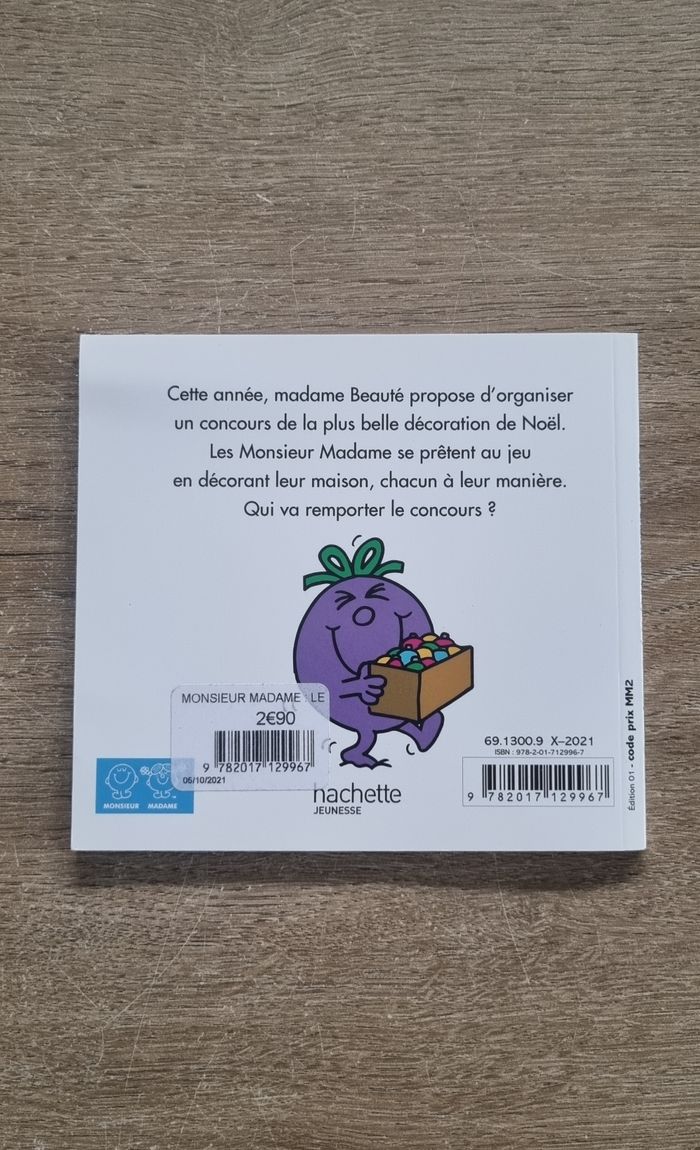 Cette année, madame Beauté propose d'organiser
un concours de la plus belle décoration de Noël.
Les Monsieur Madame se prêtent au jeu
en décorant leur maison, chacun à leur manière.
Qui va remporter le concours ?
MONSIEUR MADAME : LE
2€90
9 782017 129967
06/10/2021
MONSIEUR MADAME
hachette
JEUNESSE
69.1300.9 X–2021
ISBN : 978-2-01-712996-7
9 782017 129967
Édition 01 - code prix MM2